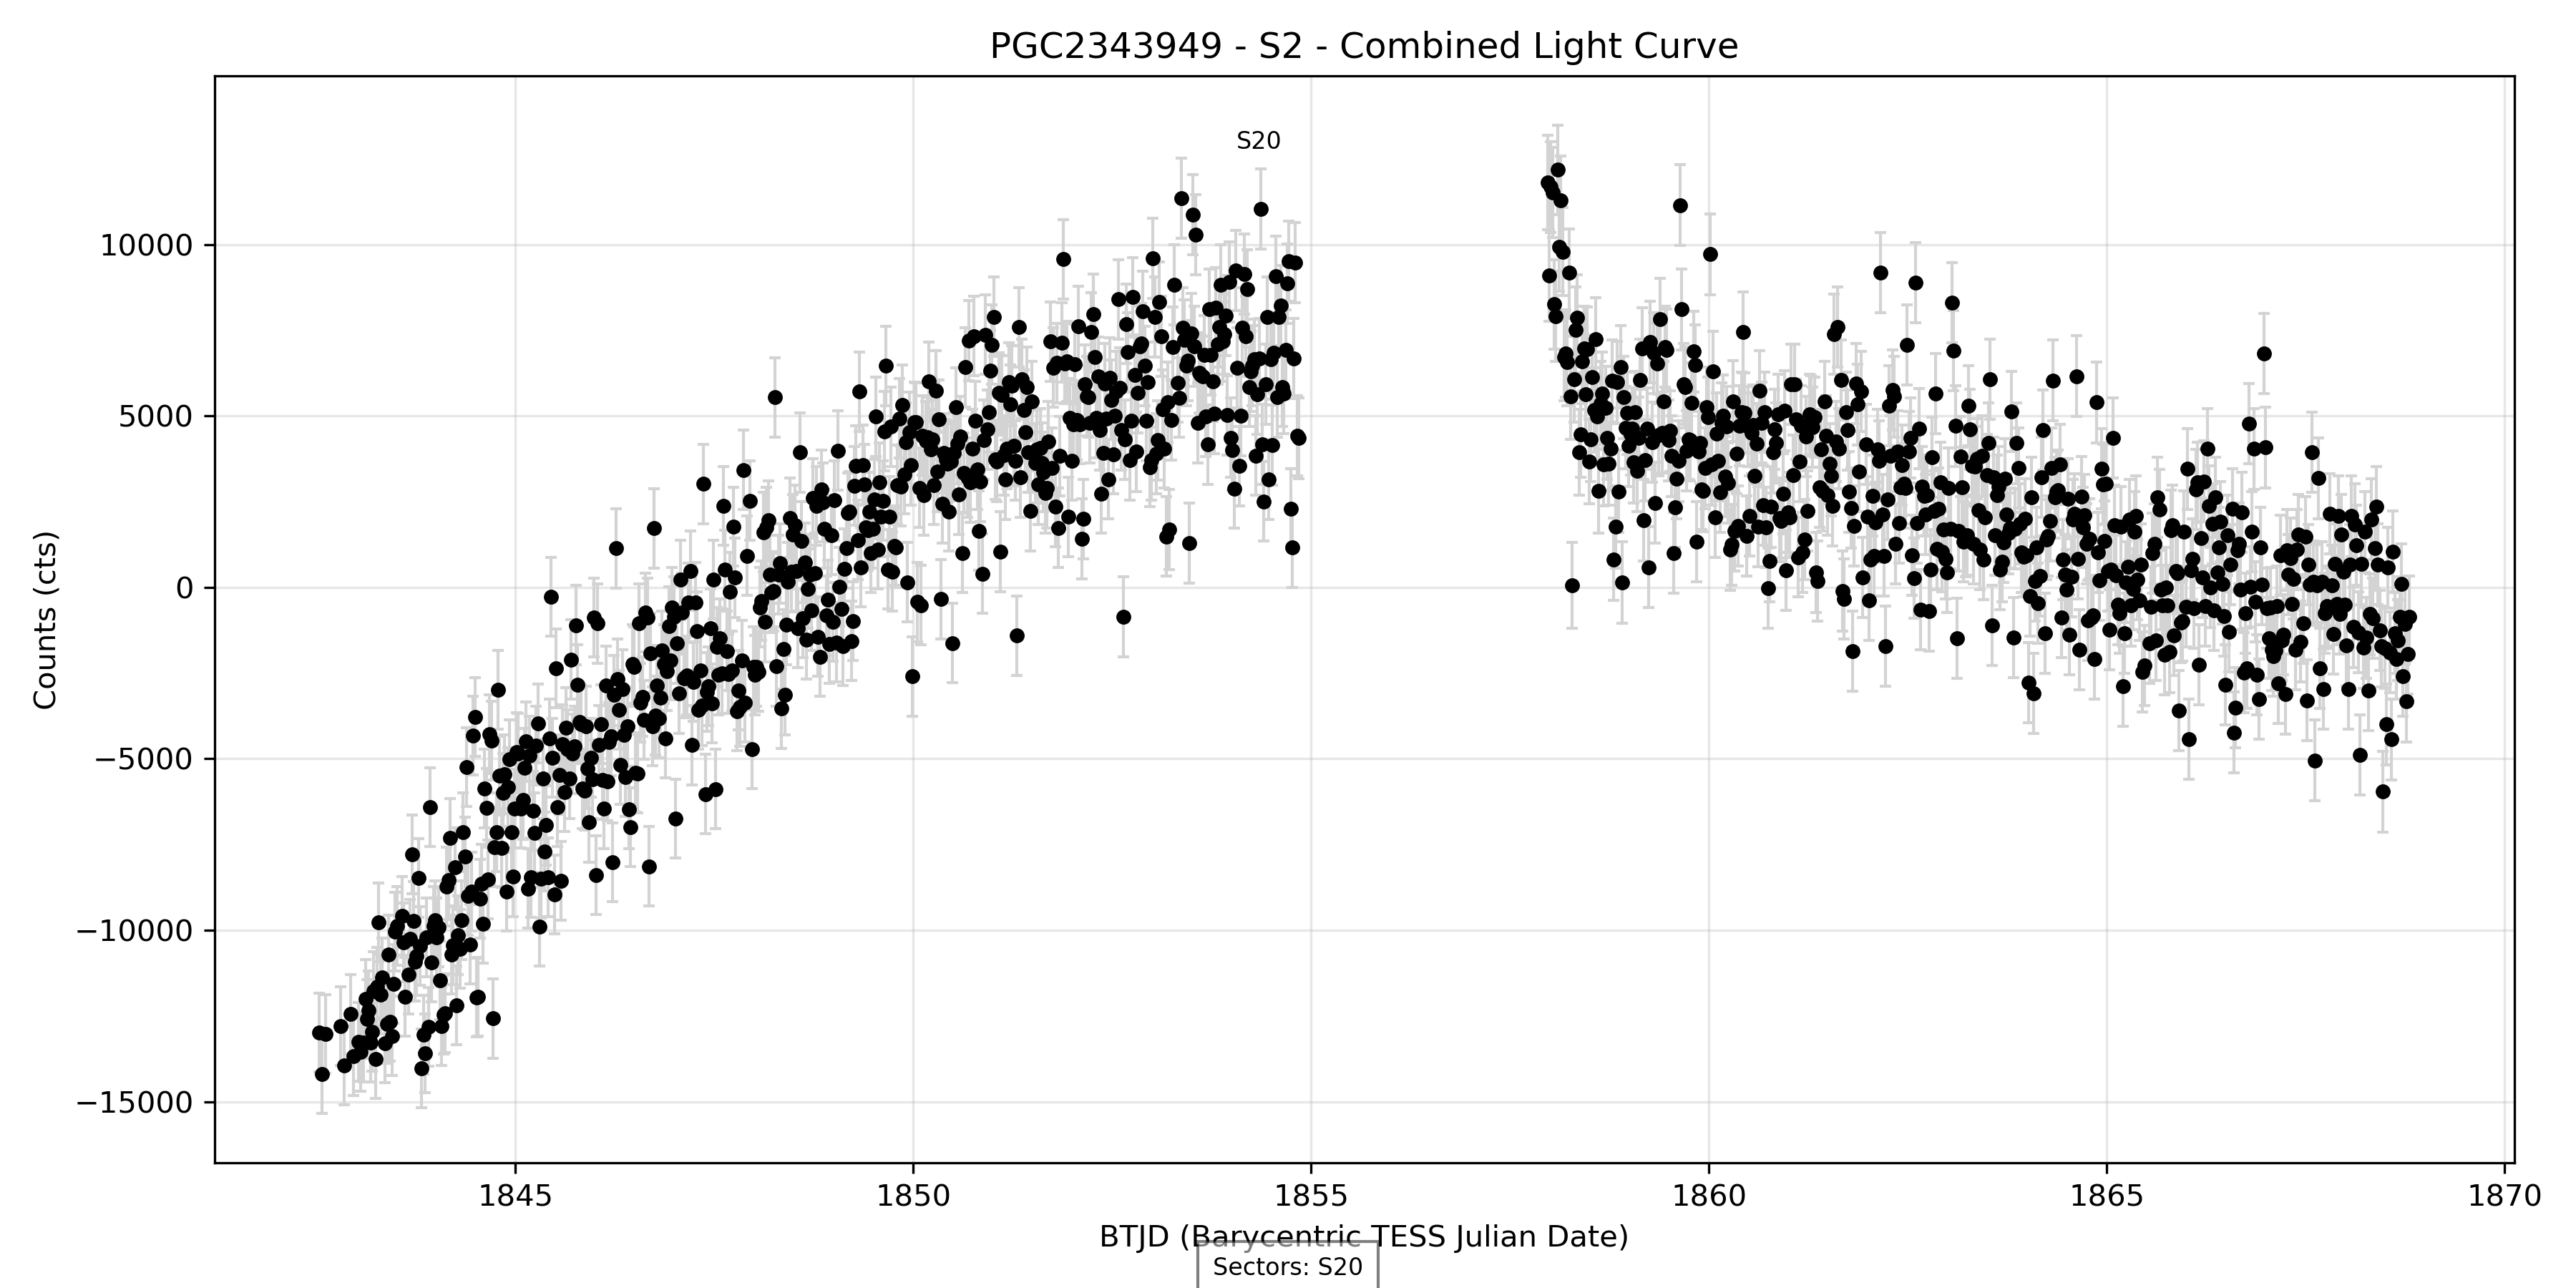 PGC2343949 - S2 - Combined Light Curve
S20
10000
5000
0
−5000
−10000
−15000
Counts (cts)
1845
1850
1855
1860
1865
1870
BTJD (Barycentric TESS Julian Date)
Sectors: S20